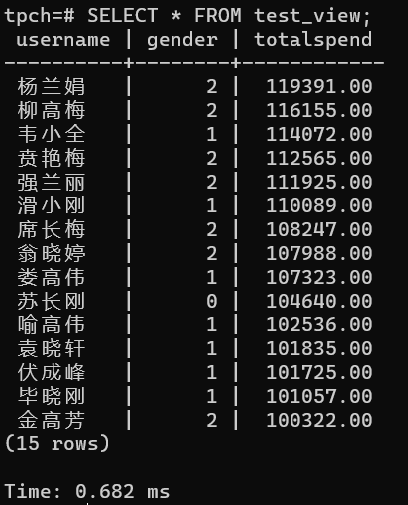 tpch=# SELECT * FROM test_view;
 username | gender | totalspend
----------+--------+------------
 杨兰娟   |      2 |  119391.00
 柳高梅   |      2 |  116155.00
 韦小全   |      1 |  114072.00
 贲艳梅   |      2 |  112565.00
 强兰丽   |      2 |  111925.00
 滑小刚   |      1 |  110089.00
 席长梅   |      2 |  108247.00
 翁晓婷   |      2 |  107988.00
 娄高伟   |      1 |  107323.00
 苏长刚   |      0 |  104640.00
 喻高伟   |      1 |  102536.00
 袁晓轩   |      1 |  101835.00
 伏成峰   |      1 |  101725.00
 毕晓刚   |      1 |  101057.00
 金高芳   |      2 |  100322.00
(15 rows)

Time: 0.682 ms